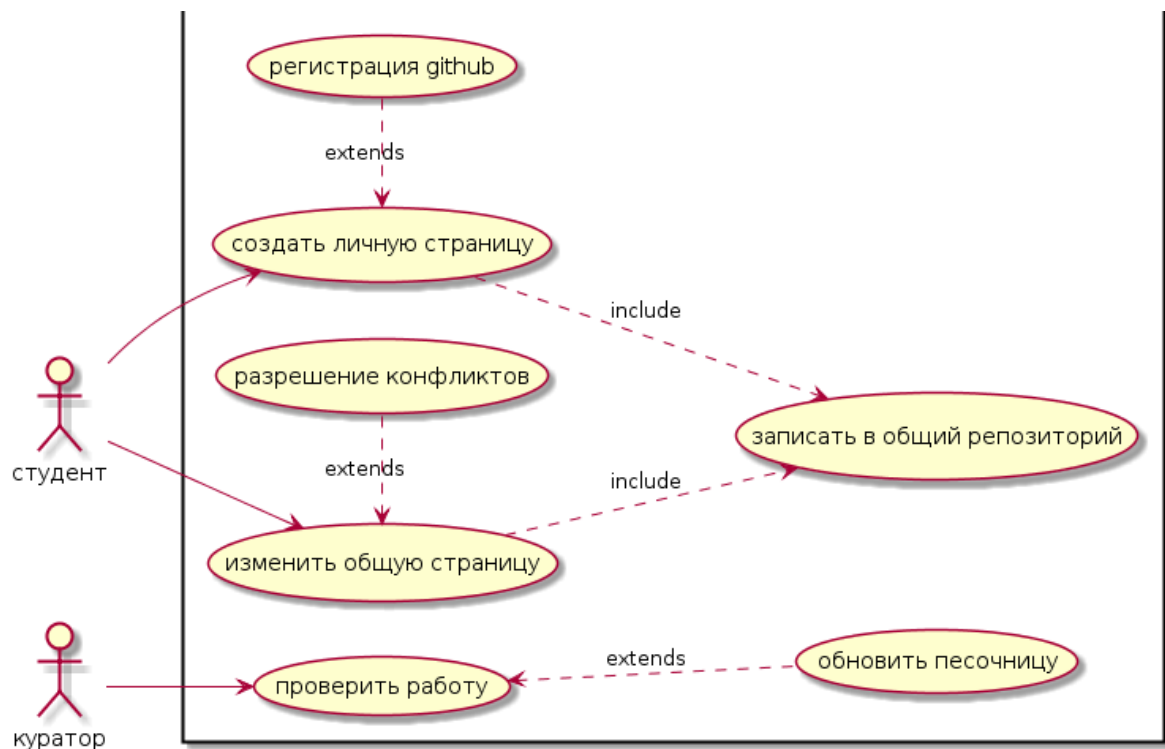 регистрация github
extends
создать личную страницу
include
разрешение конфликтов
записать в общий репозиторий
студент
extends
include
изменить общую страницу
обновить песочницу
extends
проверить работу
куратор